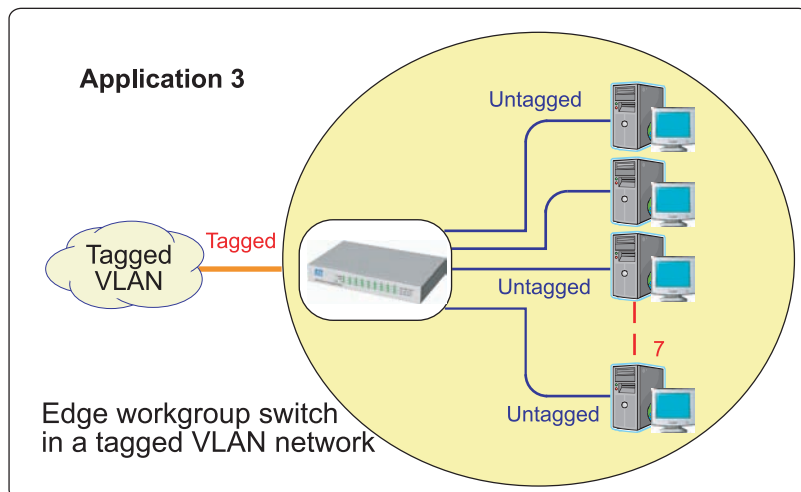 Application 3
Untagged
Tagged
Tagged
VLAN
Untagged
7
Untagged
Edge workgroup switch
in a tagged VLAN network